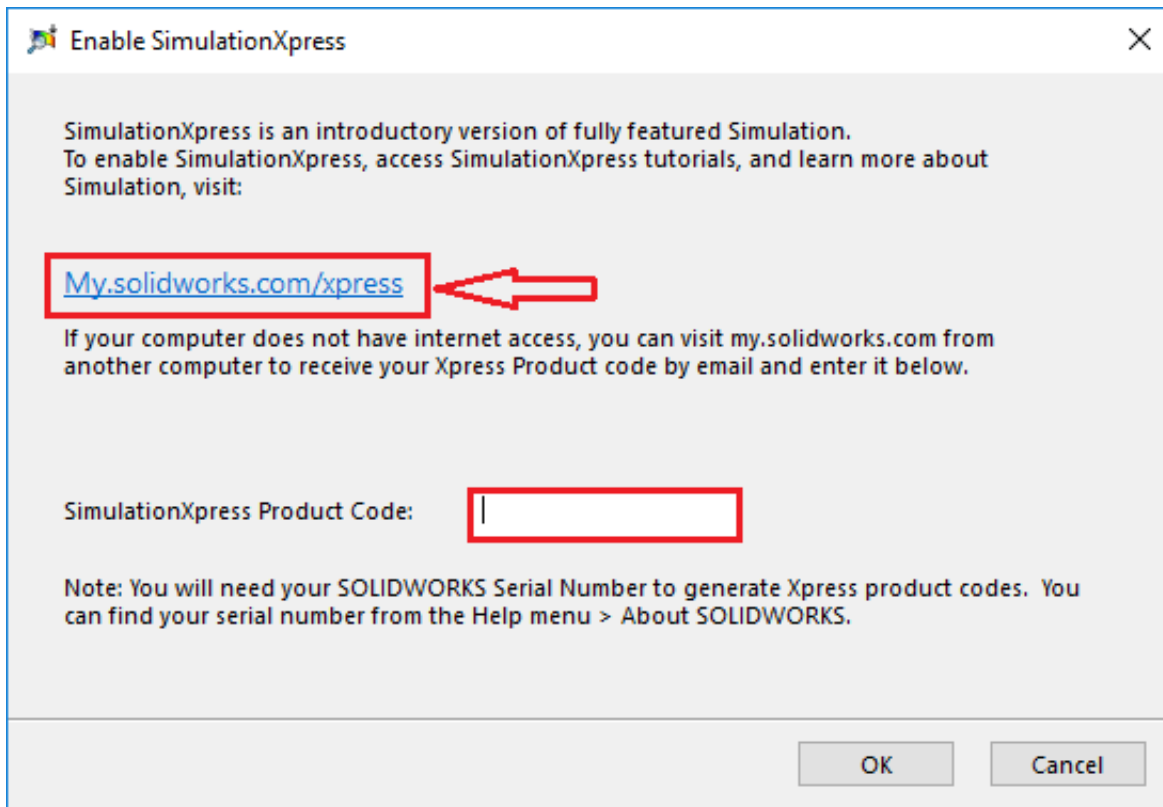 Enable SimulationXpress
SimulationXpress is an introductory version of fully featured Simulation.
To enable SimulationXpress, access SimulationXpress tutorials, and learn more about
Simulation, visit:
My.solidworks.com/xpress
If your computer does not have internet access, you can visit my.solidworks.com from
another computer to receive your Xpress Product code by email and enter it below.
SimulationXpress Product Code:
Note: You will need your SOLIDWORKS Serial Number to generate Xpress product codes.  You
can find your serial number from the Help menu > About SOLIDWORKS.
OK
Cancel